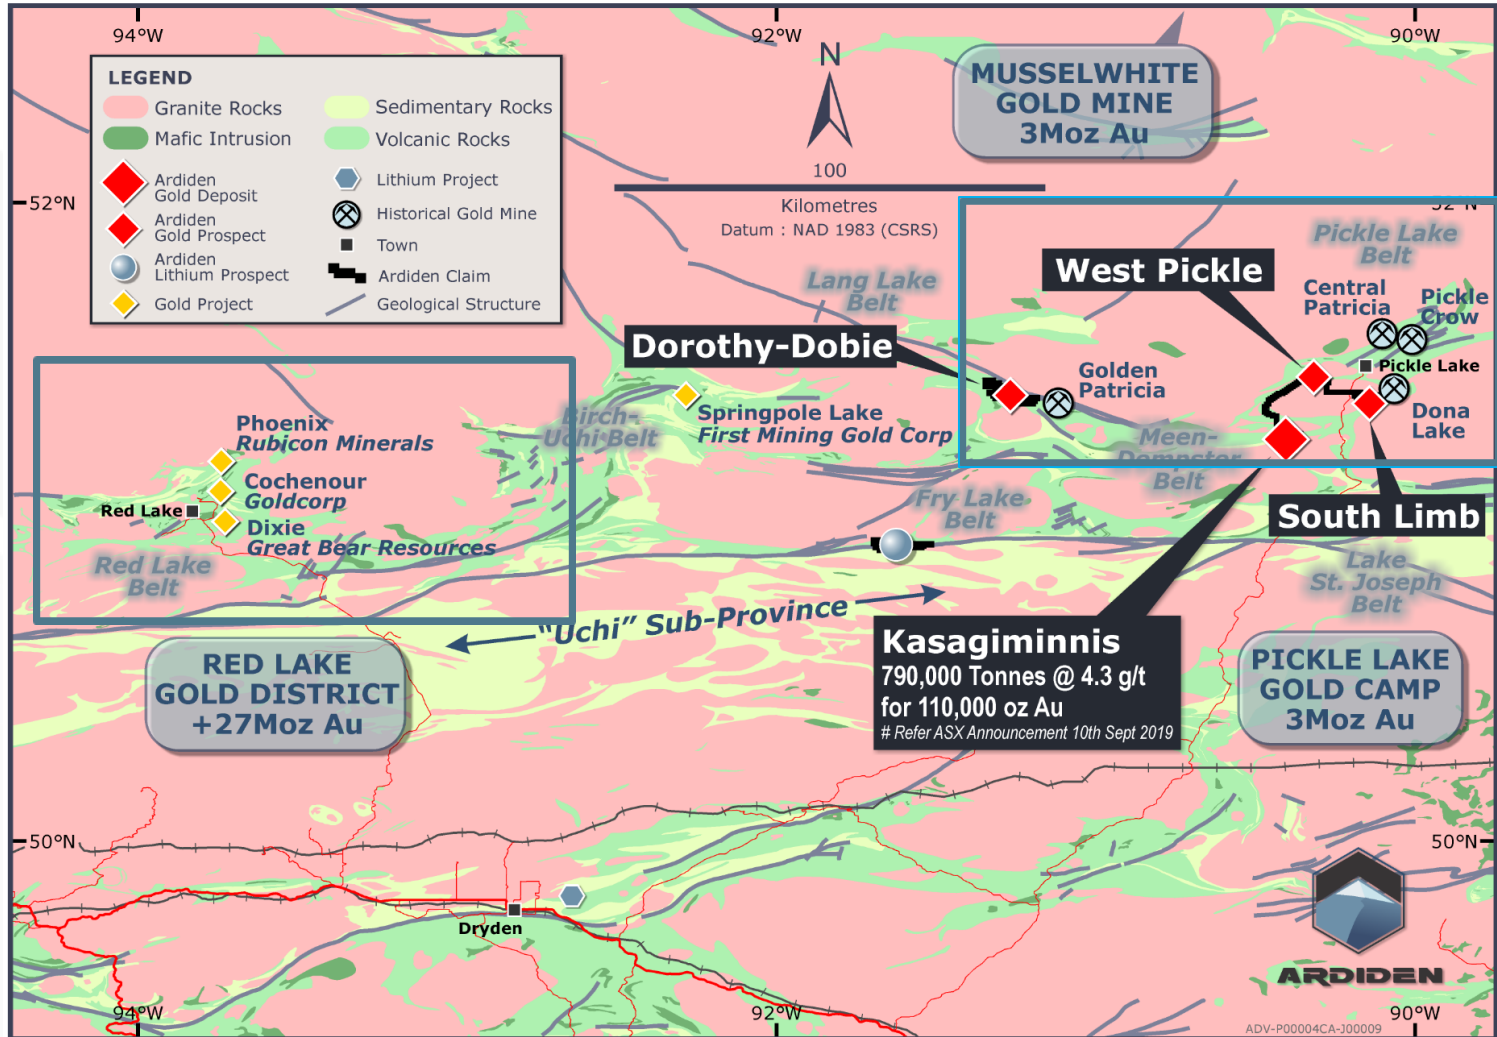 94°W
92°W
90°W
N
LEGEND
Granite Rocks
Sedimentary Rocks
Mafic Intrusion
Volcanic Rocks
Ardiden
Gold Deposit
Lithium Project
Ardiden
Gold Prospect
Historical Gold Mine
Town
Ardiden
Lithium Prospect
Ardiden Claim
Gold Project
Geological Structure
MUSSELWHITE
GOLD MINE
3Moz Au
100
Kilometres
Datum : NAD 1983 (CSRS)
52°N
52°N
Pickle Lake
Belt
West Pickle
Lang Lake
Belt
Central
Patricia
Pickle
Crow
Dorothy-Dobie
Golden
Patricia
Pickle Lake
Dona
Lake
Springpole Lake
First Mining Gold Corp
Birch-
Uchi Belt
Meen-
Dempster
Belt
Phoenix
Rubicon Minerals
Cochenour
Goldcorp
Red Lake
Dixie
Great Bear Resources
Red Lake
Belt
Fry Lake
Belt
South Limb
Lake
St. Joseph
Belt
"Uchi" Sub-Province
Kasagiminnis
790,000 Tonnes @ 4.3 g/t
for 110,000 oz Au
# Refer ASX Announcement 10th Sept 2019
RED LAKE
GOLD DISTRICT
+27Moz Au
PICKLE LAKE
GOLD CAMP
3Moz Au
50°N
50°N
Dryden
ARDIDEN
94°W
92°W
90°W
ADV-P00004CA-J00009